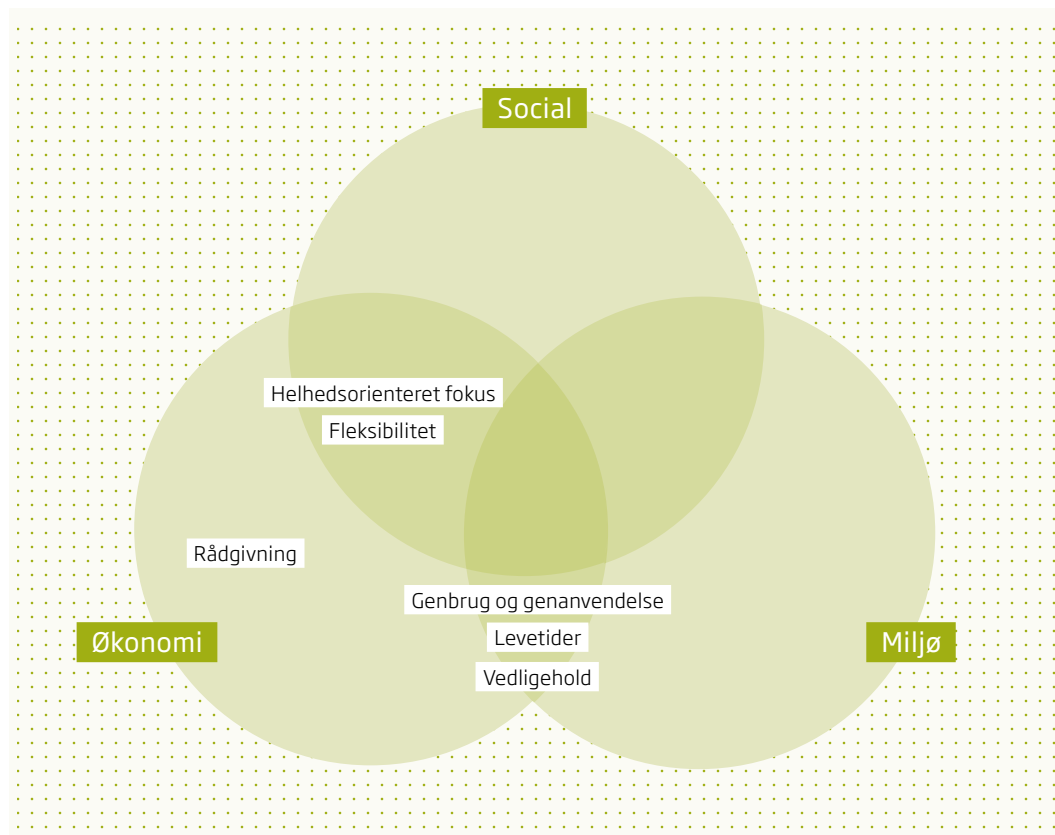 Social
Helhedsorienteret fokus
Fleksibilitet
Rådgivning
Genbrug og genanvendelse
Levetider
Økonomi
Miljø
Vedligehold